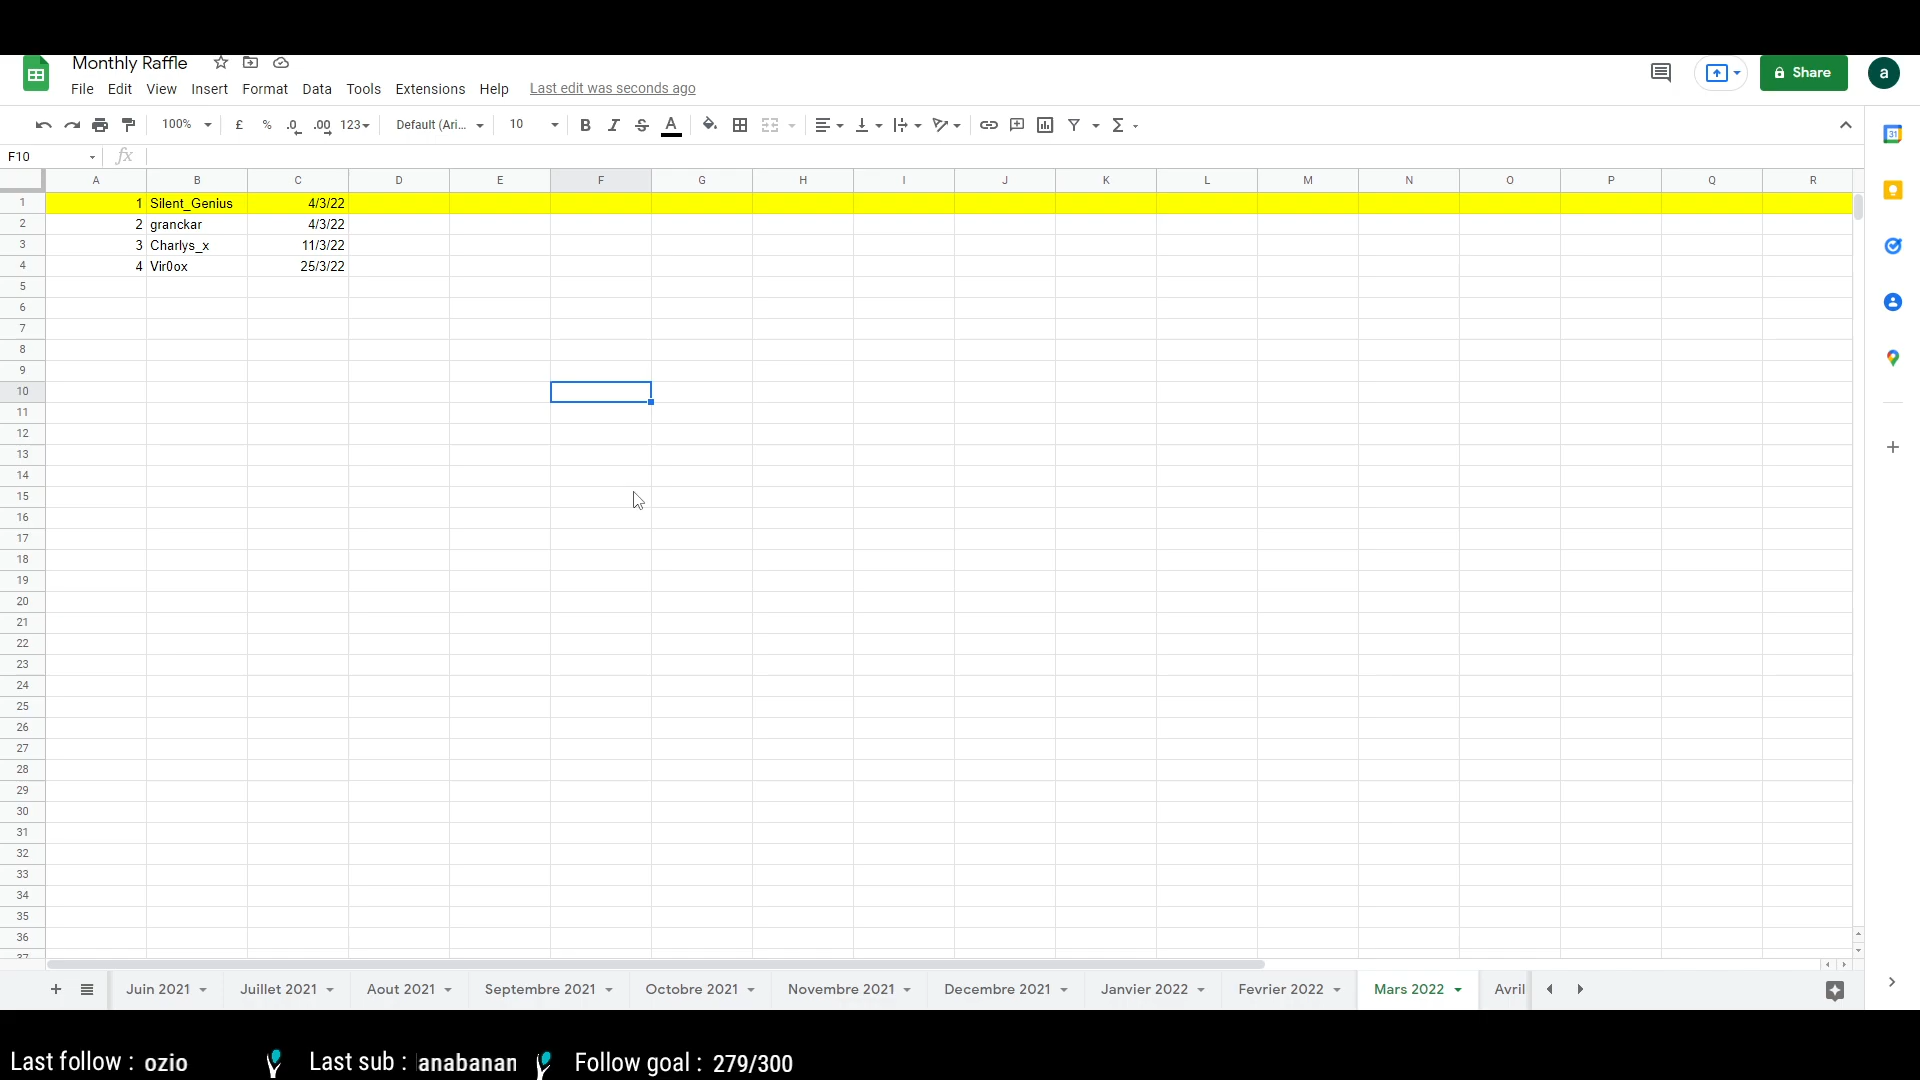 Monthly Raffle
File Edit View Insert Format Data Tools Extensions Help Last edit was seconds ago
Share a
100% £ % .0 .00 123 Default (Ari... 10 B I S A Σ
31
F10 fx
A B C D E F G H I J K L M N O P Q R
1 1 Silent_Genius 4/3/22
2 2 granckar 4/3/22
3 3 Charlys_x 11/3/22
4 4 Vir0ox 25/3/22
5
6
7
8
9
10
11
12
13
14
15
16
17
18
19
20
21
22
23
24
25
26
27
28
29
30
31
32
33
34
35
36
37
Juin 2021 Juillet 2021 Aout 2021 Septembre 2021 Octobre 2021 Novembre 2021 Decembre 2021 Janvier 2022 Fevrier 2022 Mars 2022 Avril
Last follow : ozio Last sub : anabanan Follow goal : 279/300